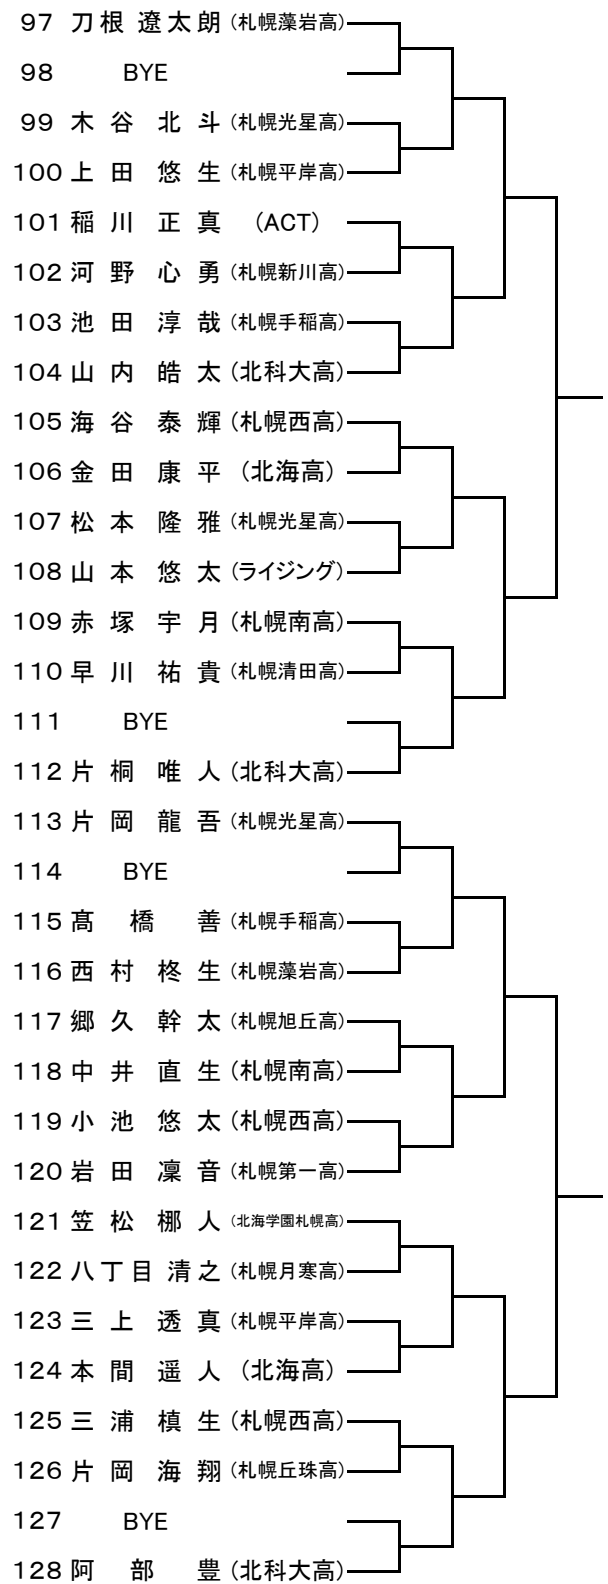 97 刀根 遼太朗 (札幌藻岩高)
98 BYE
99 木谷 北斗 (札幌光星高)
100 上田 悠生 (札幌平岸高)
101 稲川 正真 (ACT)
102 河野 心勇 (札幌新川高)
103 池田 淳哉 (札幌手稲高)
104 山内 皓太 (北科大高)
105 海谷 泰輝 (札幌西高)
106 金田 康平 (北海高)
107 松本 隆雅 (札幌光星高)
108 山本 悠太 (ライジング)
109 赤塚 宇月 (札幌南高)
110 早川 祐貴 (札幌清田高)
111 BYE
112 片桐 唯人 (北科大高)
113 片岡 龍吾 (札幌光星高)
114 BYE
115 髙橋 善 (札幌手稲高)
116 西村 柊生 (札幌藻岩高)
117 郷久 幹太 (札幌旭丘高)
118 中井 直生 (札幌南高)
119 小池 悠太 (札幌西高)
120 岩田 凜音 (札幌第一高)
121 笠松 梛人 (北海学園札幌高)
122 八丁目 清之 (札幌月寒高)
123 三上 透真 (札幌平岸高)
124 本間 遥人 (北海高)
125 三浦 槙生 (札幌西高)
126 片岡 海翔 (札幌丘珠高)
127 BYE
128 阿部 豊 (北科大高)